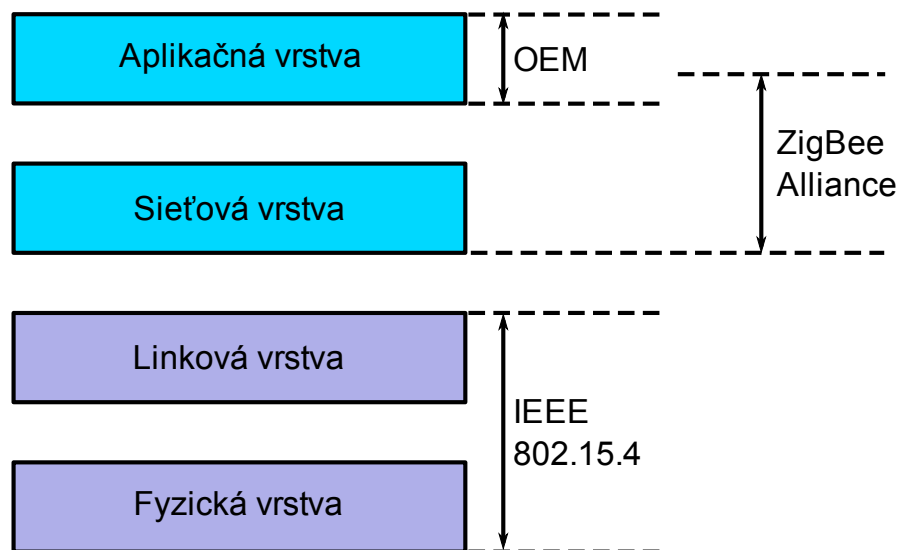 Aplikačná vrstva
OEM
ZigBee
Alliance
Sieťová vrstva
Linková vrstva
IEEE
802.15.4
Fyzická vrstva